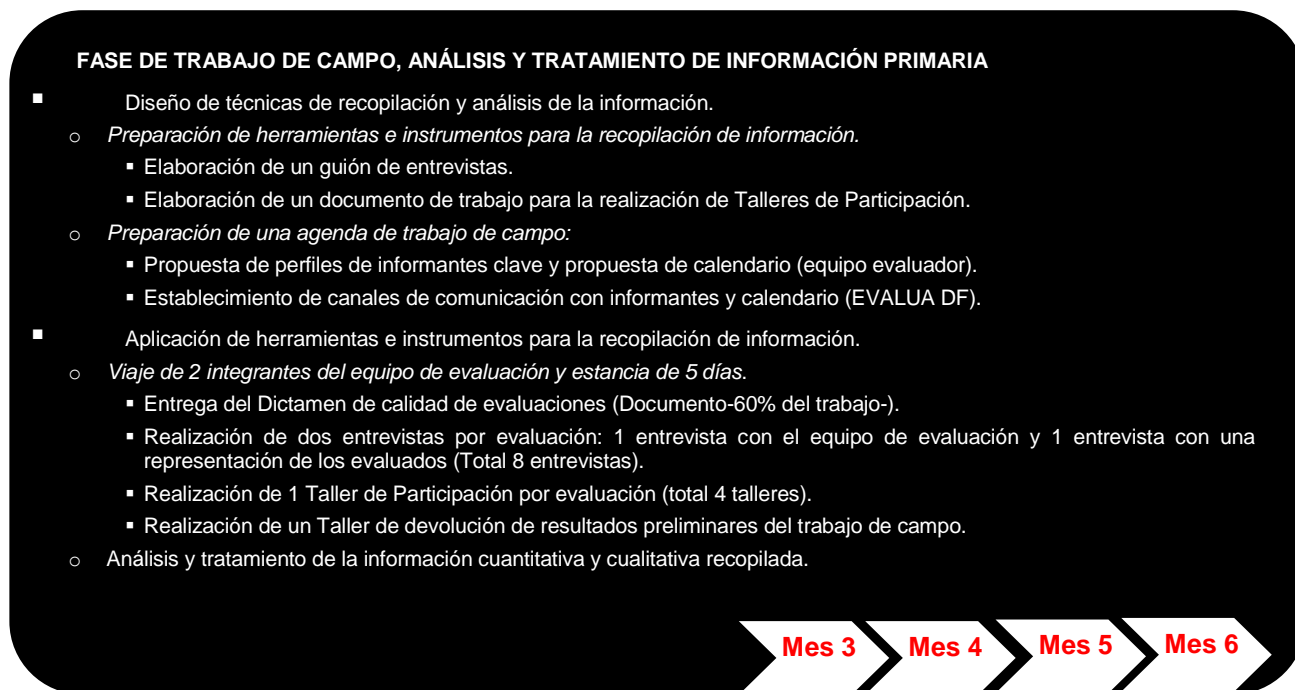 FASE DE TRABAJO DE CAMPO, ANÁLISIS Y TRATAMIENTO DE INFORMACIÓN PRIMARIA
▪ Diseño de técnicas de recopilación y análisis de la información.
o Preparación de herramientas e instrumentos para la recopilación de información.
▪ Elaboración de un guión de entrevistas.
▪ Elaboración de un documento de trabajo para la realización de Talleres de Participación.
o Preparación de una agenda de trabajo de campo:
▪ Propuesta de perfiles de informantes clave y propuesta de calendario (equipo evaluador).
▪ Establecimiento de canales de comunicación con informantes y calendario (EVALUA DF).
▪ Aplicación de herramientas e instrumentos para la recopilación de información.
o Viaje de 2 integrantes del equipo de evaluación y estancia de 5 días.
▪ Entrega del Dictamen de calidad de evaluaciones (Documento-60% del trabajo-).
▪ Realización de dos entrevistas por evaluación: 1 entrevista con el equipo de evaluación y 1 entrevista con una
representación de los evaluados (Total 8 entrevistas).
▪ Realización de 1 Taller de Participación por evaluación (total 4 talleres).
▪ Realización de un Taller de devolución de resultados preliminares del trabajo de campo.
o Análisis y tratamiento de la información cuantitativa y cualitativa recopilada.
Mes 3 Mes 4 Mes 5 Mes 6